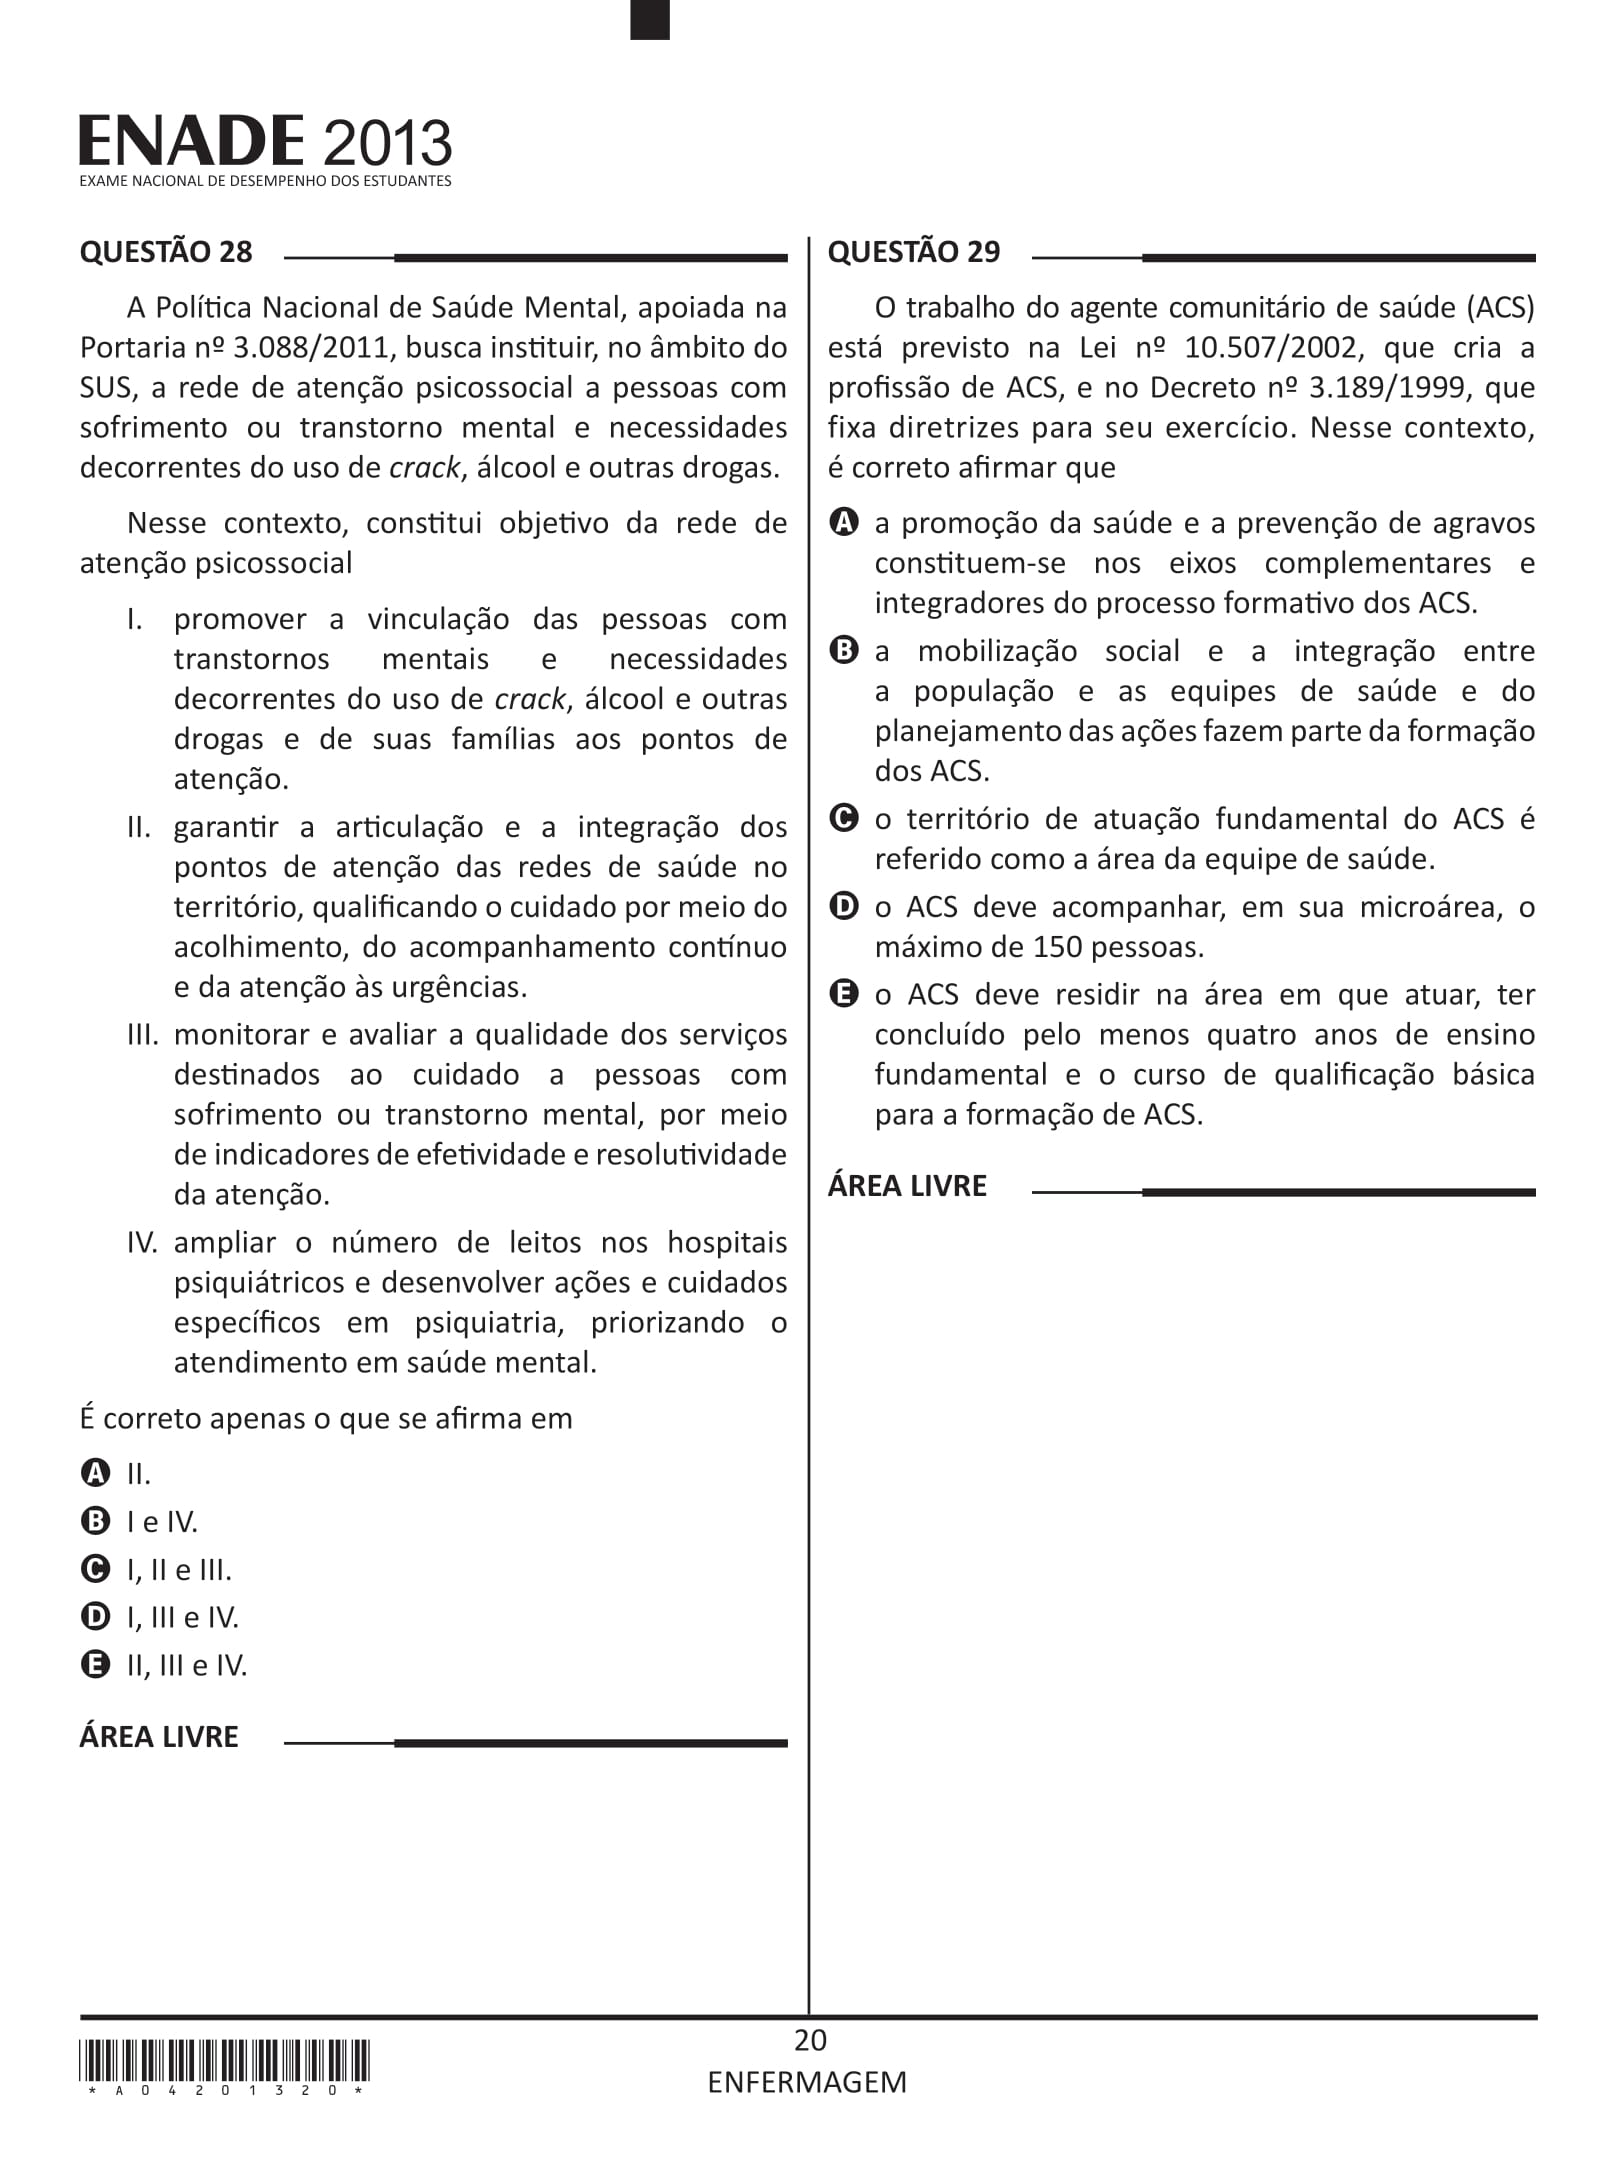 ENADE 2013
EXAME NACIONAL DE DESEMPENHO DOS ESTUDANTES
QUESTÃO 28
A Política Nacional de Saúde Mental, apoiada na
Portaria nº 3.088/2011, busca instituir, no âmbito do
SUS, a rede de atenção psicossocial a pessoas com
sofrimento ou transtorno mental e necessidades
decorrentes do uso de crack, álcool e outras drogas.
Nesse contexto, constitui objetivo da rede de
atenção psicossocial
I. promover a vinculação das pessoas com
transtornos mentais e necessidades
decorrentes do uso de crack, álcool e outras
drogas e de suas famílias aos pontos de
atenção.
II. garantir a articulação e a integração dos
pontos de atenção das redes de saúde no
território, qualificando o cuidado por meio do
acolhimento, do acompanhamento contínuo
e da atenção às urgências.
III. monitorar e avaliar a qualidade dos serviços
destinados ao cuidado a pessoas com
sofrimento ou transtorno mental, por meio
de indicadores de efetividade e resolutividade
da atenção.
IV. ampliar o número de leitos nos hospitais
psiquiátricos e desenvolver ações e cuidados
específicos em psiquiatria, priorizando o
atendimento em saúde mental.
É correto apenas o que se afirma em
A II.
B I e IV.
C I, II e III.
D I, III e IV.
E II, III e IV.
ÁREA LIVRE
QUESTÃO 29
O trabalho do agente comunitário de saúde (ACS)
está previsto na Lei nº 10.507/2002, que cria a
profissão de ACS, e no Decreto nº 3.189/1999, que
fixa diretrizes para seu exercício. Nesse contexto,
é correto afirmar que
A a promoção da saúde e a prevenção de agravos
constituem-se nos eixos complementares e
integradores do processo formativo dos ACS.
B a mobilização social e a integração entre
a população e as equipes de saúde e do
planejamento das ações fazem parte da formação
dos ACS.
C o território de atuação fundamental do ACS é
referido como a área da equipe de saúde.
D o ACS deve acompanhar, em sua microárea, o
máximo de 150 pessoas.
E o ACS deve residir na área em que atuar, ter
concluído pelo menos quatro anos de ensino
fundamental e o curso de qualificação básica
para a formação de ACS.
ÁREA LIVRE
20
ENFERMAGEM
*A04201320*